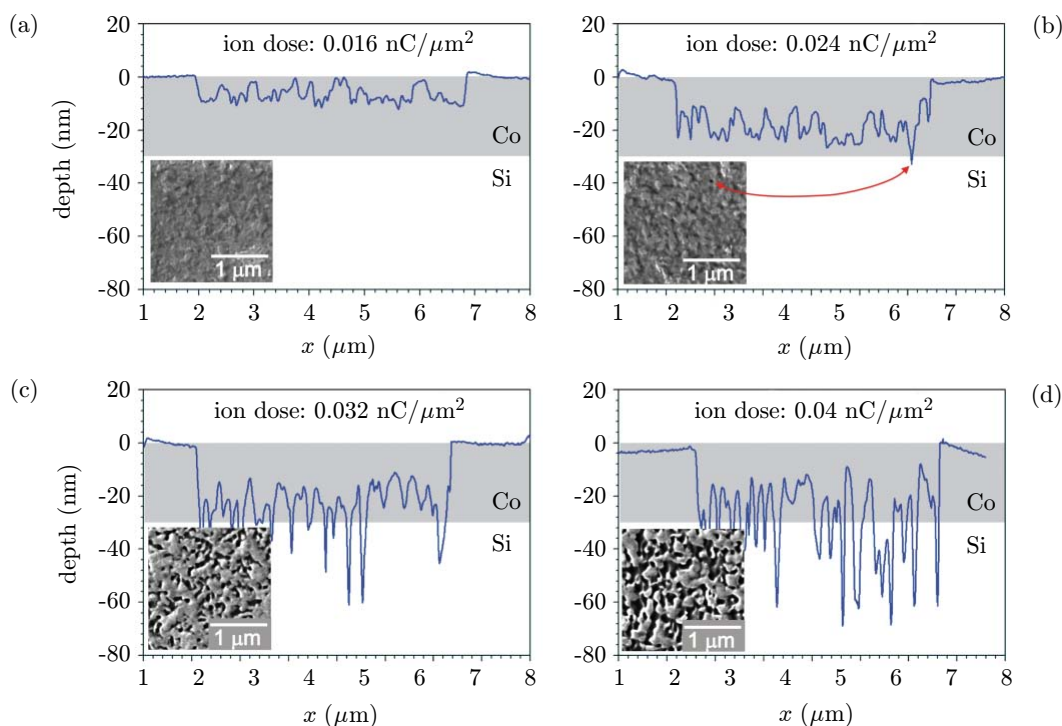 (a)
ion dose: 0.016 nC/μm²
20
0
-20
-40
-60
-80
depth (nm)
Co
Si
1 μm
1 2 3 4 5 6 7 8
x (μm)
(b)
ion dose: 0.024 nC/μm²
20
0
-20
-40
-60
-80
Co
Si
1 μm
1 2 3 4 5 6 7 8
x (μm)
(c)
ion dose: 0.032 nC/μm²
20
0
-20
-40
-60
-80
depth (nm)
Co
Si
1 μm
1 2 3 4 5 6 7 8
x (μm)
(d)
ion dose: 0.04 nC/μm²
20
0
-20
-40
-60
-80
Co
Si
1 μm
1 2 3 4 5 6 7 8
x (μm)